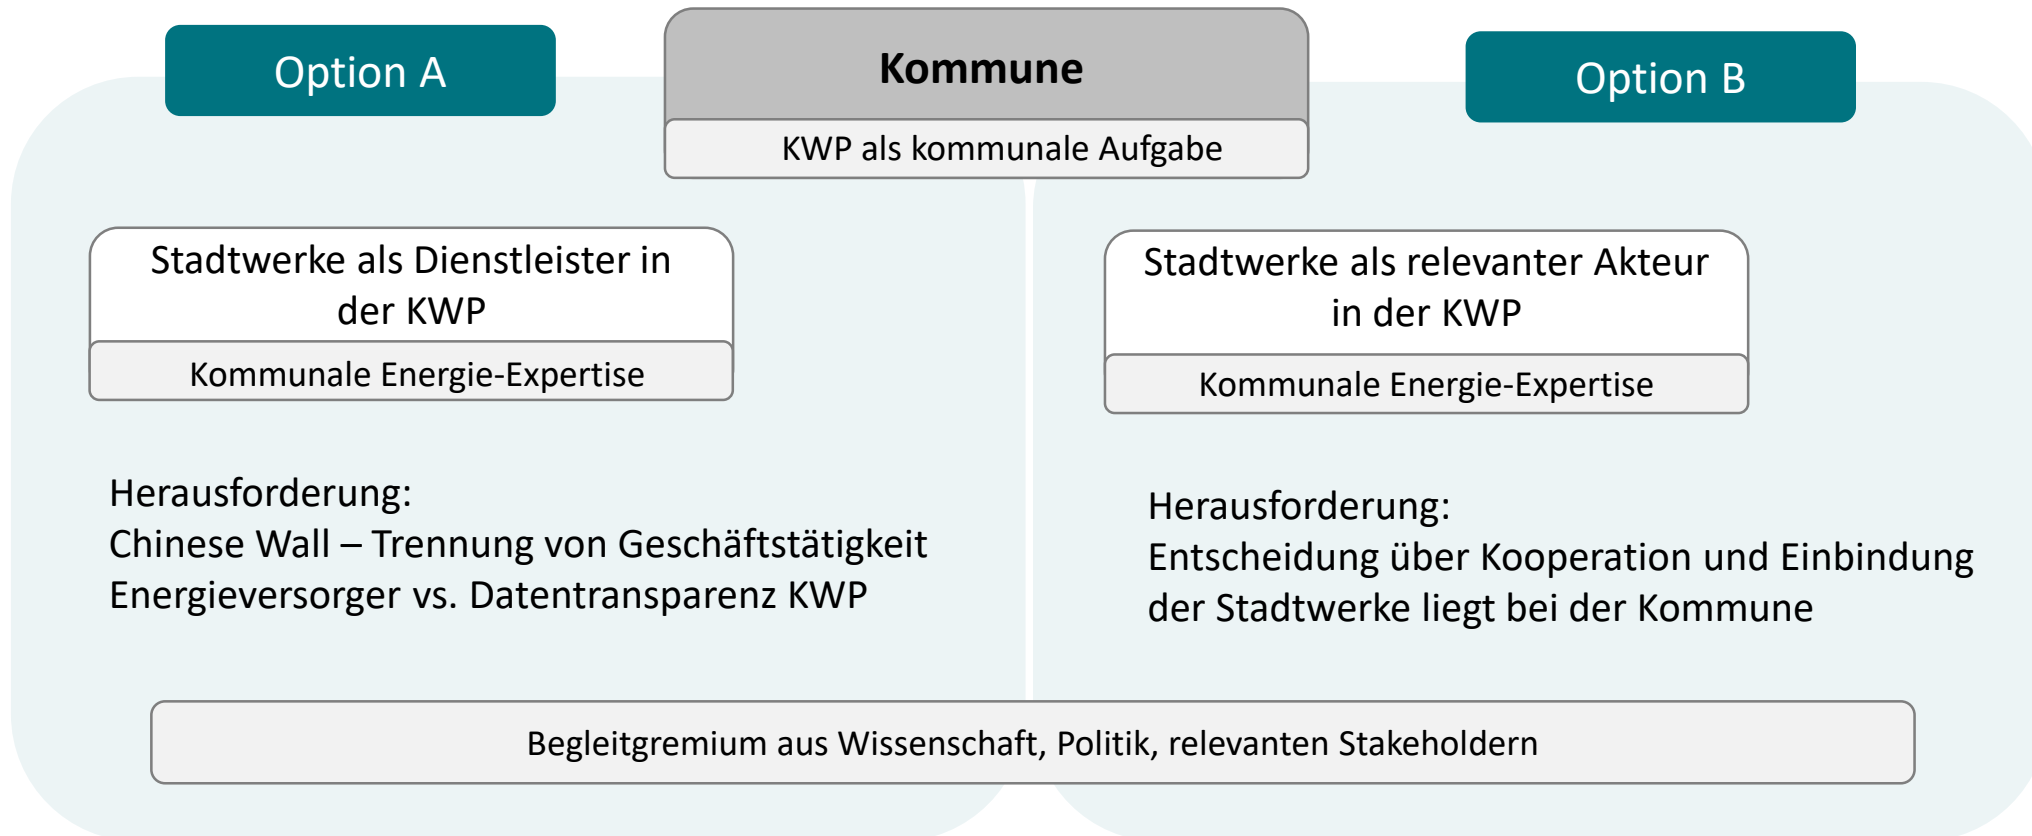 Option A
Kommune
Option B
KWP als kommunale Aufgabe
Stadtwerke als Dienstleister in
der KWP
Kommunale Energie-Expertise
Herausforderung:
Chinese Wall – Trennung von Geschäftstätigkeit
Energieversorger vs. Datentransparenz KWP
Stadtwerke als relevanter Akteur
in der KWP
Kommunale Energie-Expertise
Herausforderung:
Entscheidung über Kooperation und Einbindung
der Stadtwerke liegt bei der Kommune
Begleitgremium aus Wissenschaft, Politik, relevanten Stakeholdern